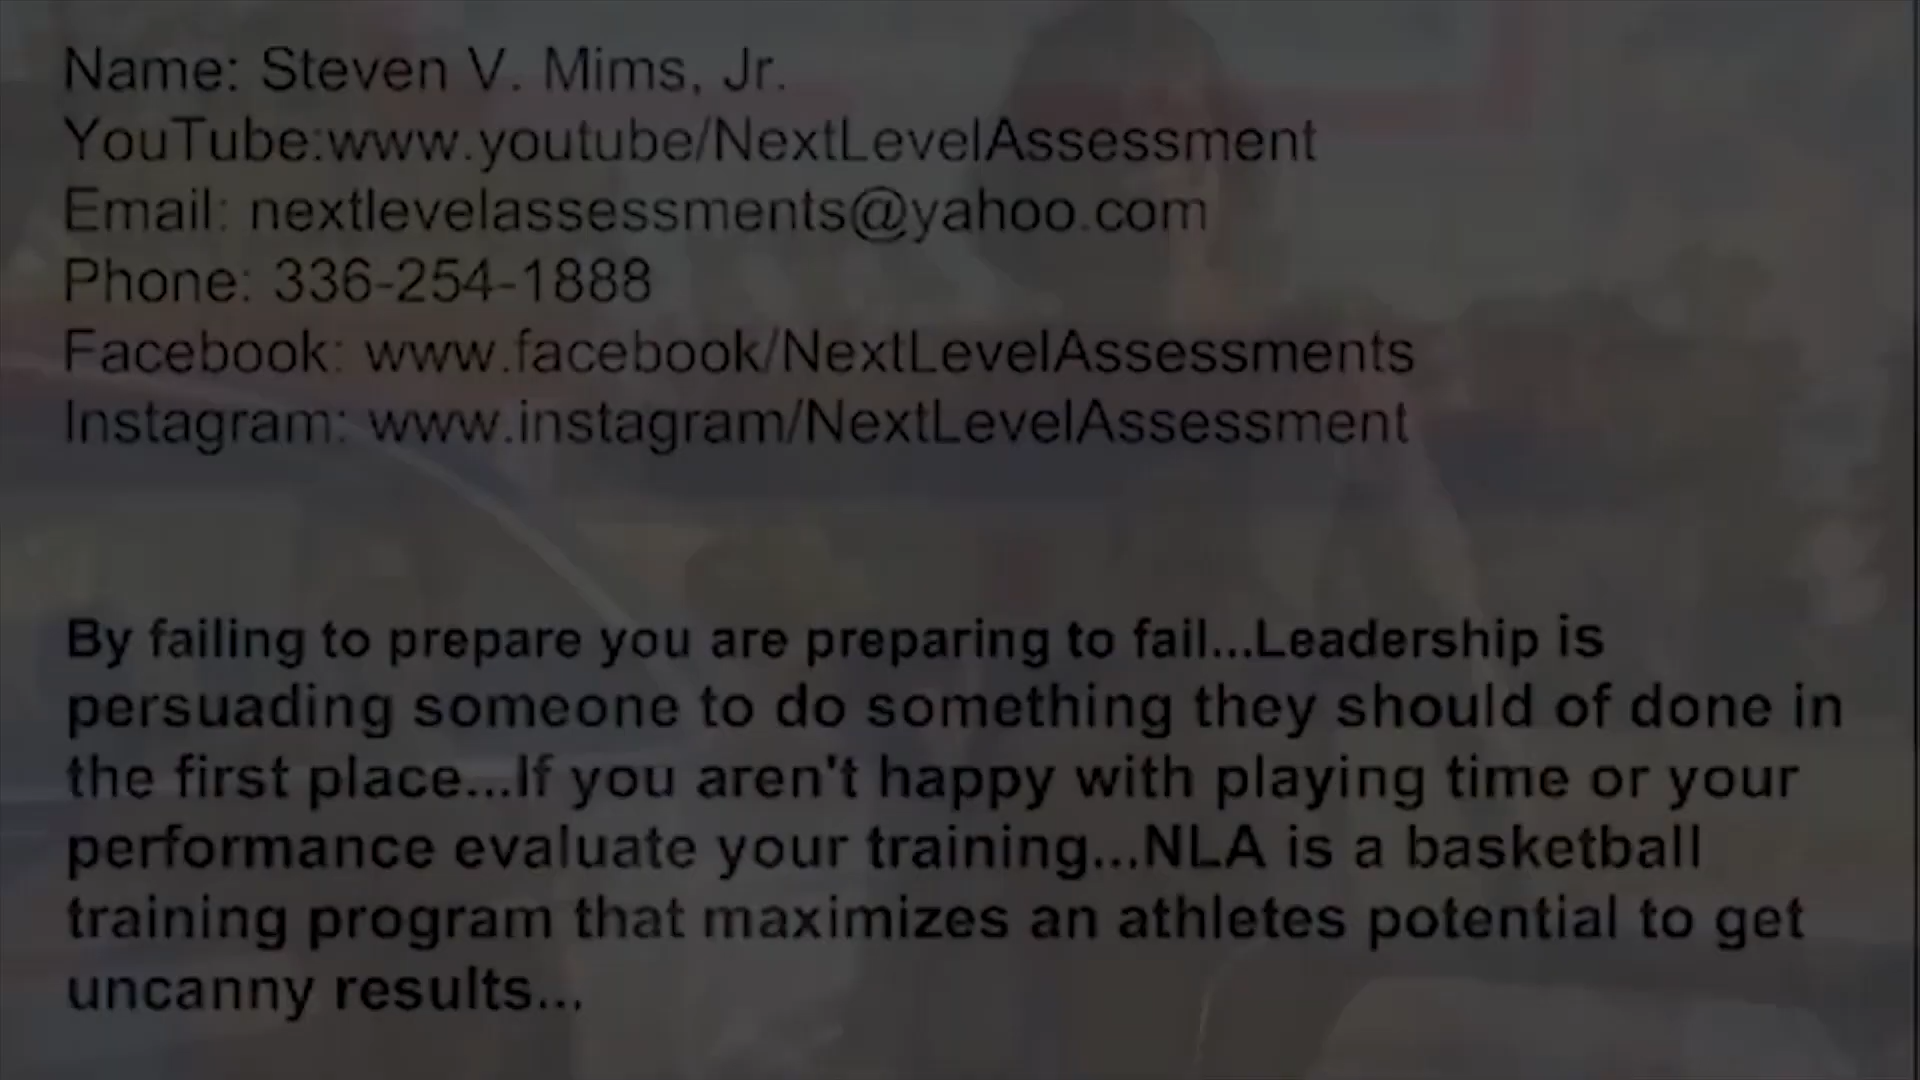 Name: Steven V. Mims, Jr.
YouTube:www.youtube/NextLevelAssessment
Email: nextlevelassessments@yahoo.com
Phone: 336-254-1888
Facebook: www.facebook/NextLevelAssessments
Instagram: www.instagram/NextLevelAssessment
By failing to prepare you are preparing to fail...Leadership is
persuading someone to do something they should of done in
the first place...If you aren't happy with playing time or your
performance evaluate your training...NLA is a basketball
training program that maximizes an athletes potential to get
uncanny results...